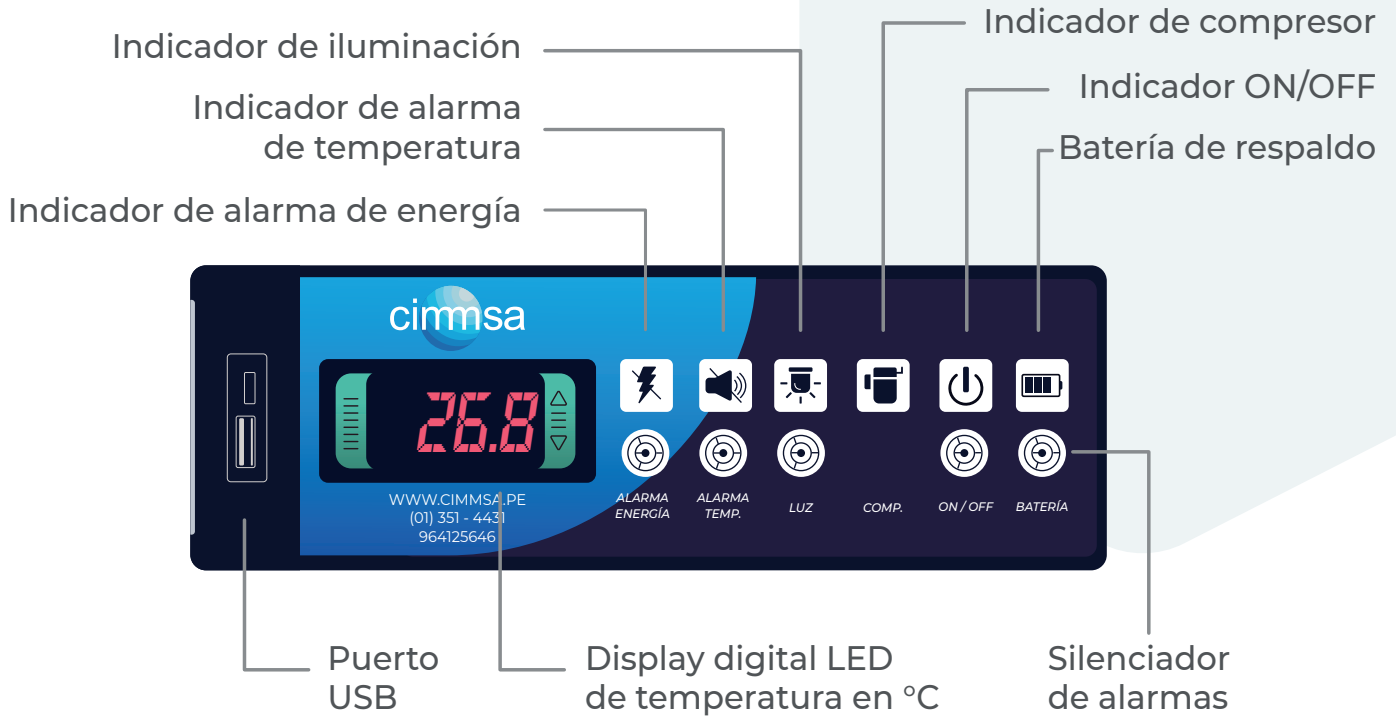 Indicador de iluminación
Indicador de alarma
de temperatura
Indicador de alarma de energía
Indicador de compresor
Indicador ON/OFF
Batería de respaldo
cimmsa
26.8
WWW.CIMMSA.PE
(01) 351 - 4431
964125646
ALARMA
ENERGÍA
ALARMA
TEMP.
LUZ
COMP.
ON / OFF
BATERÍA
Puerto
USB
Display digital LED
de temperatura en °C
Silenciador
de alarmas